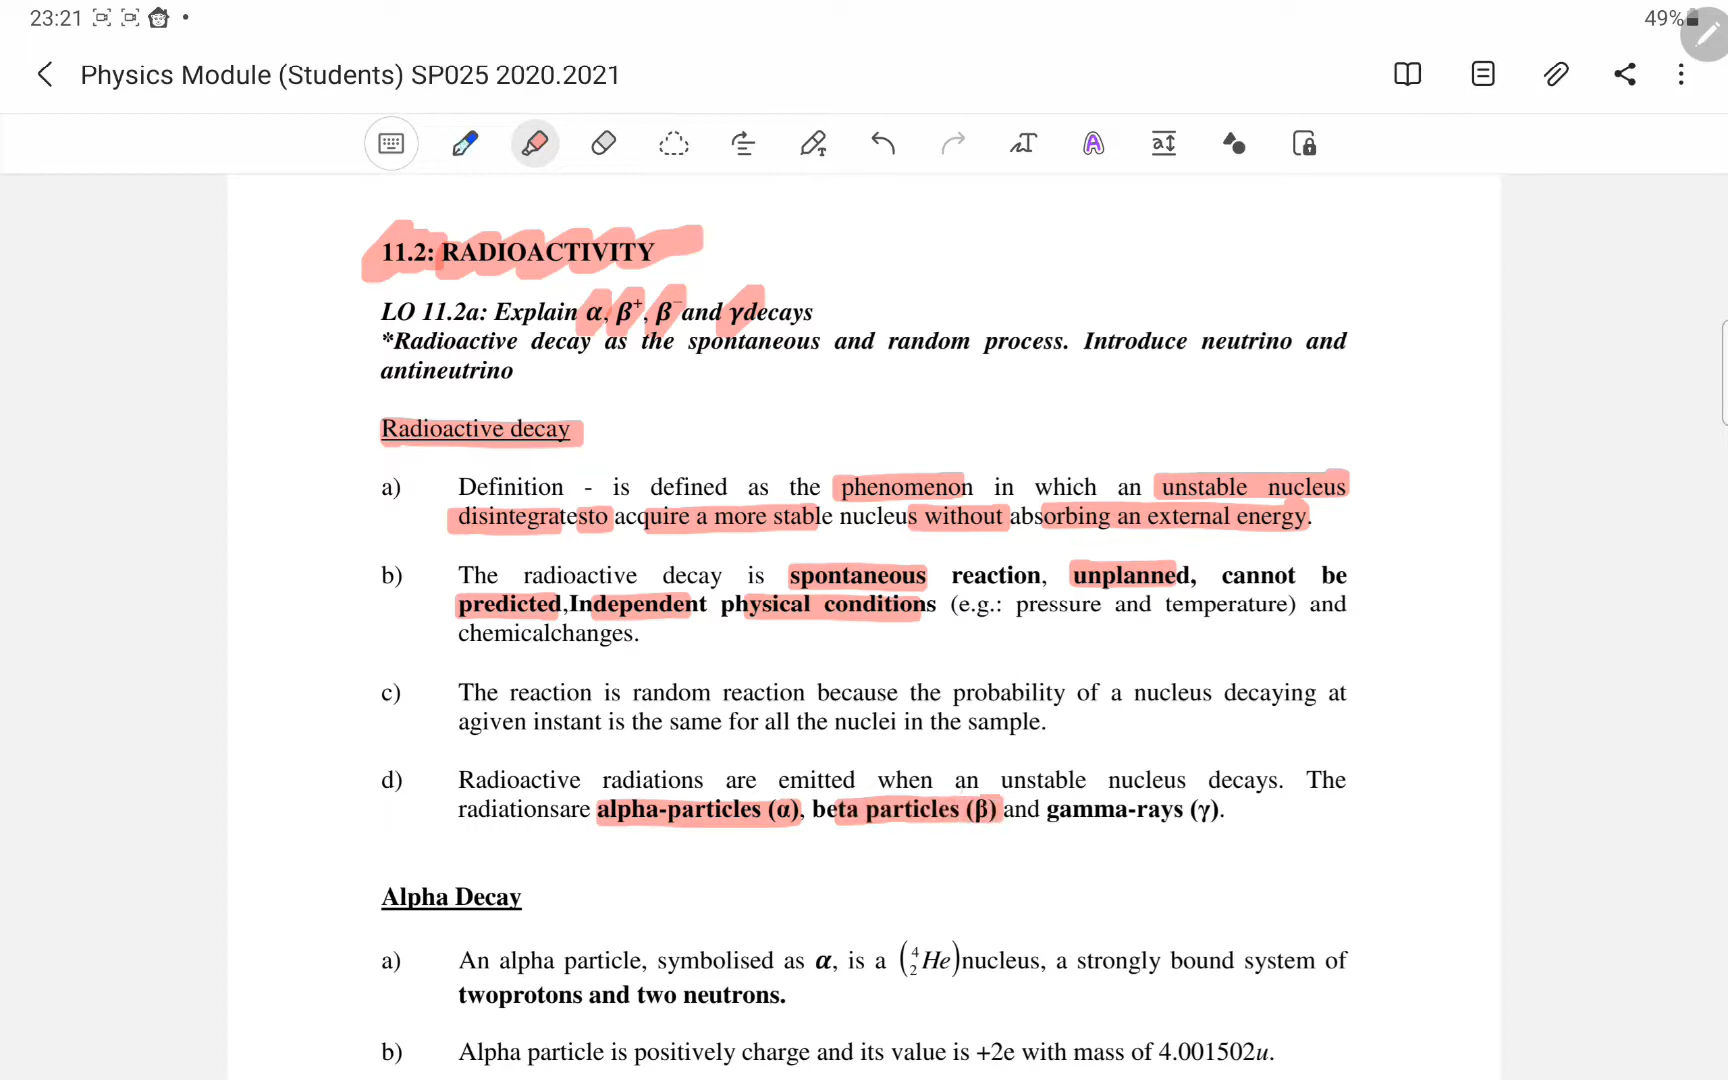 23:21
49%
Physics Module (Students) SP025 2020.2021
11.2: RADIOACTIVITY
LO 11.2a: Explain α, β⁺, β⁻ and γdecays
*Radioactive decay as the spontaneous and random process. Introduce neutrino and
antineutrino
Radioactive decay
a) Definition - is defined as the phenomenon in which an unstable nucleus
disintegratesto acquire a more stable nucleus without absorbing an external energy.
b) The radioactive decay is spontaneous reaction, unplanned, cannot be
predicted,Independent physical conditions (e.g.: pressure and temperature) and
chemicalchanges.
c) The reaction is random reaction because the probability of a nucleus decaying at
agiven instant is the same for all the nuclei in the sample.
d) Radioactive radiations are emitted when an unstable nucleus decays. The
radiationsare alpha-particles (α), beta particles (β) and gamma-rays (γ).
Alpha Decay
a) An alpha particle, symbolised as α, is a (⁴₂He)nucleus, a strongly bound system of
twoprotons and two neutrons.
b) Alpha particle is positively charge and its value is +2e with mass of 4.001502u.